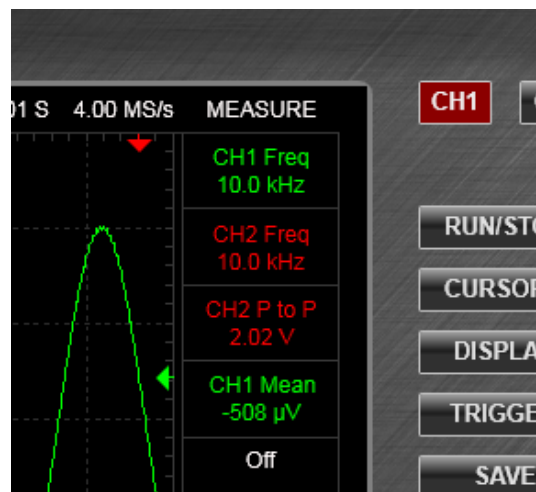 01 S 4.00 MS/s MEASURE
CH1 Freq
10.0 kHz
CH2 Freq
10.0 kHz
CH2 P to P
2.02 V
CH1 Mean
-508 µV
Off
CH1
RUN/STO
CURSOR
DISPLA
TRIGGE
SAVE